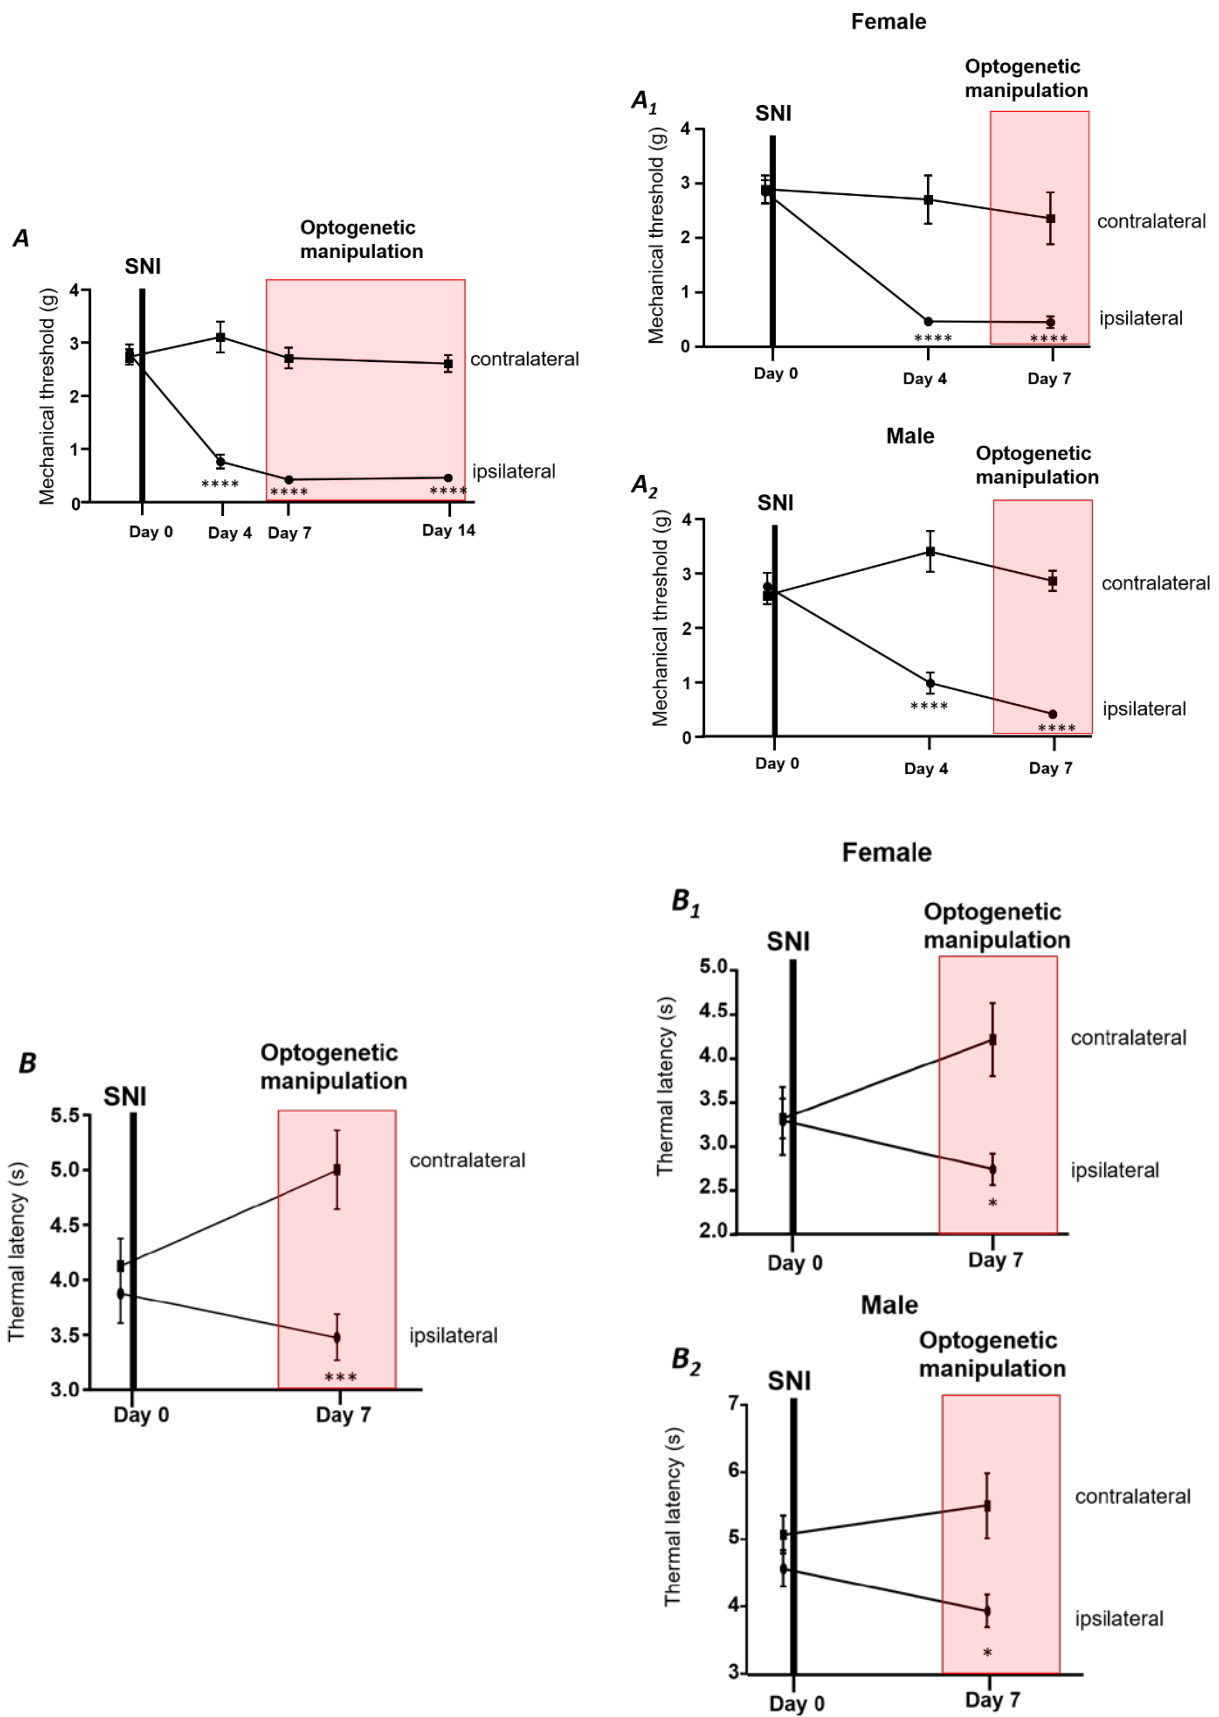 A
Optogenetic
manipulation
SNI
Mechanical threshold (g)
4
3
2
1
0
contralateral
ipsilateral
****
****
****
Day 0
Day 4
Day 7
Day 14
Female
A1
Optogenetic
manipulation
SNI
Mechanical threshold (g)
4
3
2
1
0
contralateral
ipsilateral
****
****
Day 0
Day 4
Day 7
Male
A2
Optogenetic
manipulation
SNI
Mechanical threshold (g)
4
3
2
1
0
contralateral
ipsilateral
****
****
Day 0
Day 4
Day 7
B
Optogenetic
manipulation
SNI
Thermal latency (s)
5.5
5.0
4.5
4.0
3.5
3.0
contralateral
ipsilateral
***
Day 0
Day 7
Female
B1
Optogenetic
manipulation
SNI
Thermal latency (s)
5.0
4.5
4.0
3.5
3.0
2.5
2.0
contralateral
ipsilateral
*
Day 0
Day 7
Male
B2
Optogenetic
manipulation
SNI
Thermal latency (s)
7
6
5
4
3
contralateral
ipsilateral
*
Day 0
Day 7